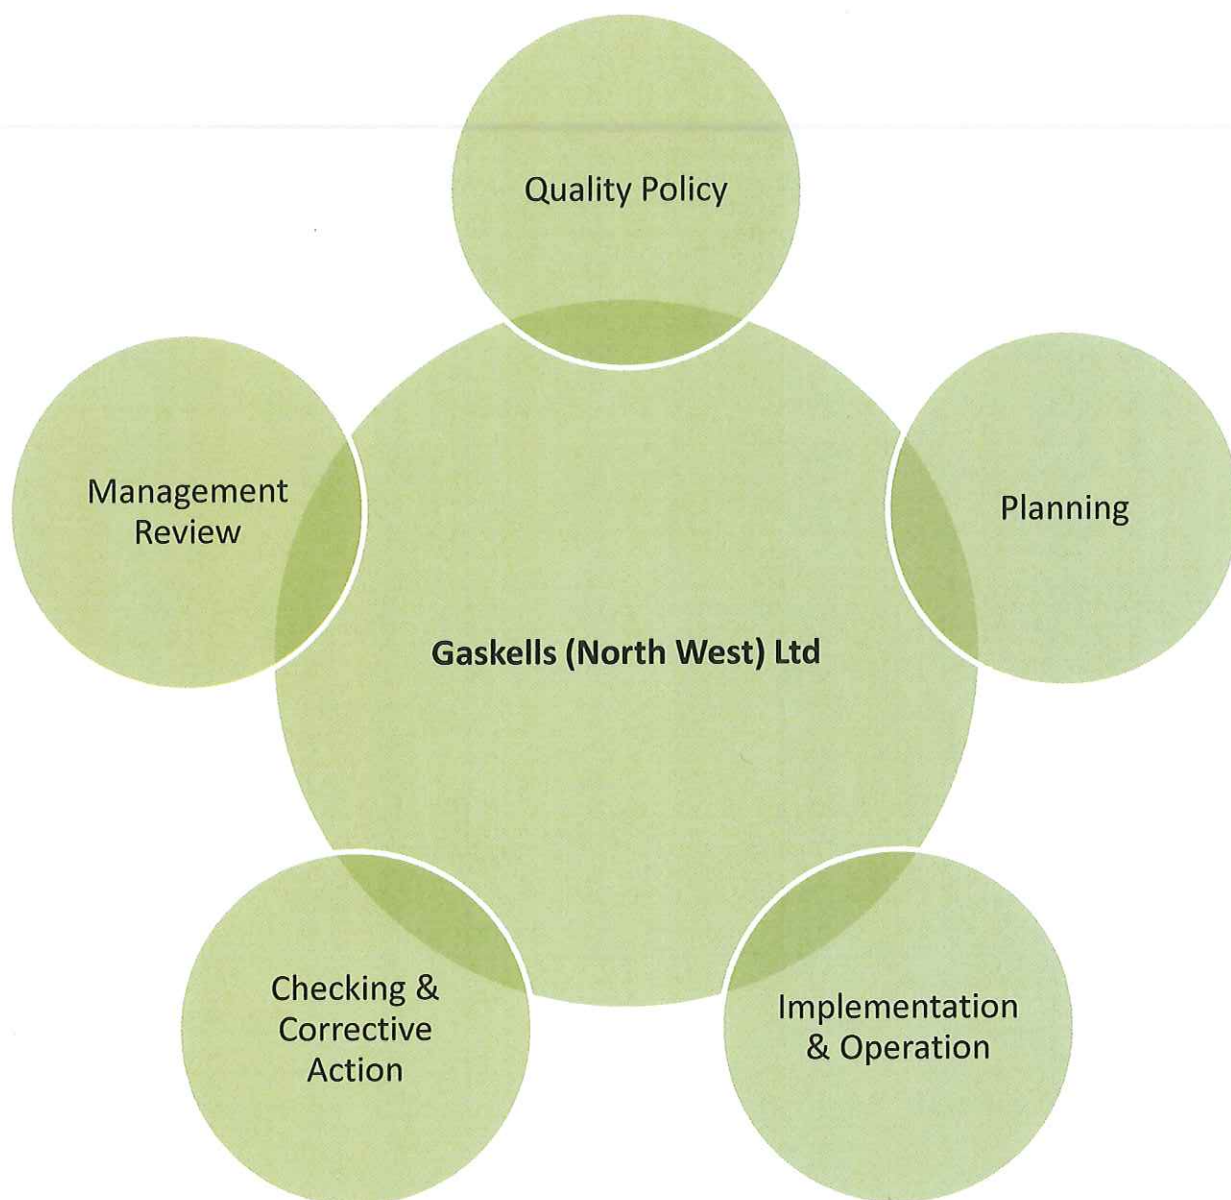 Quality Policy
Management
Review
Planning
Gaskells (North West) Ltd
Checking &
Corrective
Action
Implementation
& Operation